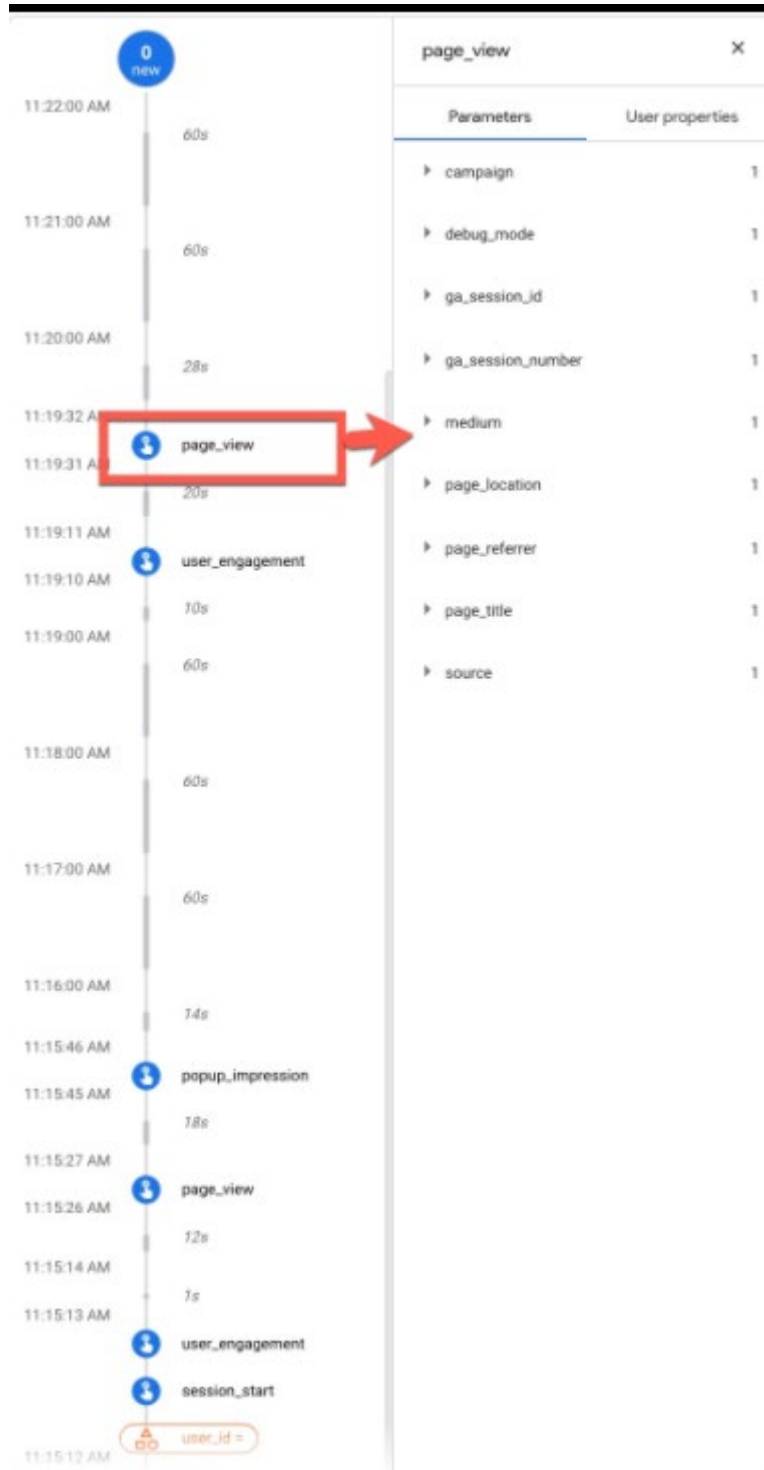 0
new
11:22:00 AM
60s
11:21:00 AM
60s
11:20:00 AM
28s
11:19:32 A
page_view
11:19:31 A
20s
11:19:11 AM
user_engagement
11:19:10 AM
10s
11:19:00 AM
60s
11:18:00 AM
60s
11:17:00 AM
60s
11:16:00 AM
14s
11:15:46 AM
popup_impression
11:15:45 AM
18s
11:15:27 AM
page_view
11:15:26 AM
12s
11:15:14 AM
1s
11:15:13 AM
user_engagement
session_start
user_id =
11:15:12 AM
page_view ×
Parameters User properties
campaign 1
debug_mode 1
ga_session_id 1
ga_session_number 1
medium 1
page_location 1
page_referrer 1
page_title 1
source 1